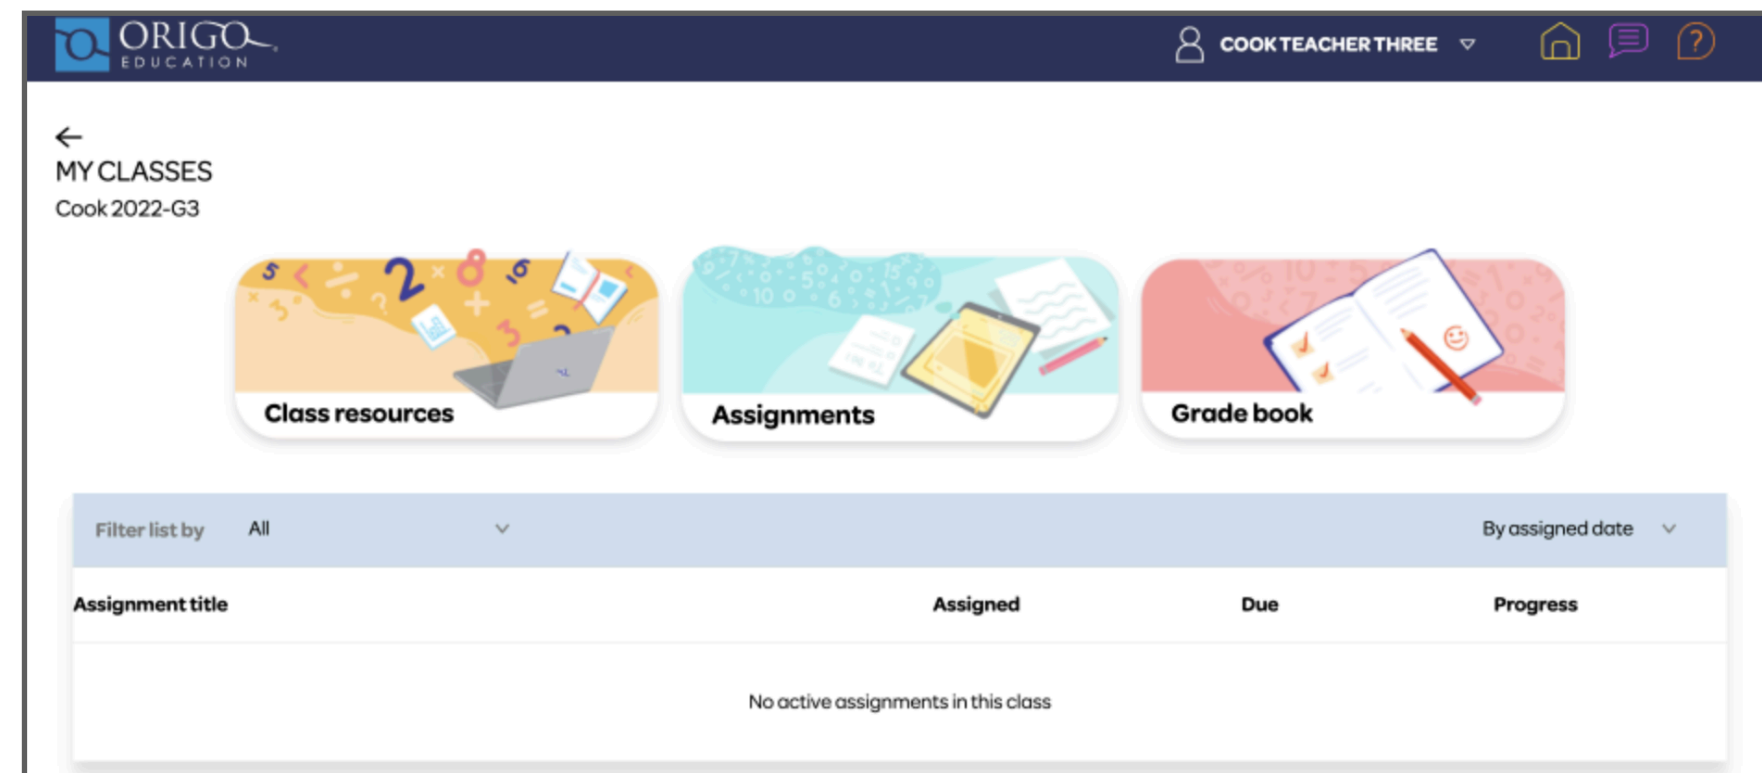 ORIGO
EDUCATION
COOK TEACHER THREE
MY CLASSES
Cook 2022-G3
Class resources
Assignments
Grade book
Filter list by All
By assigned date
Assignment title Assigned Due Progress
No active assignments in this class